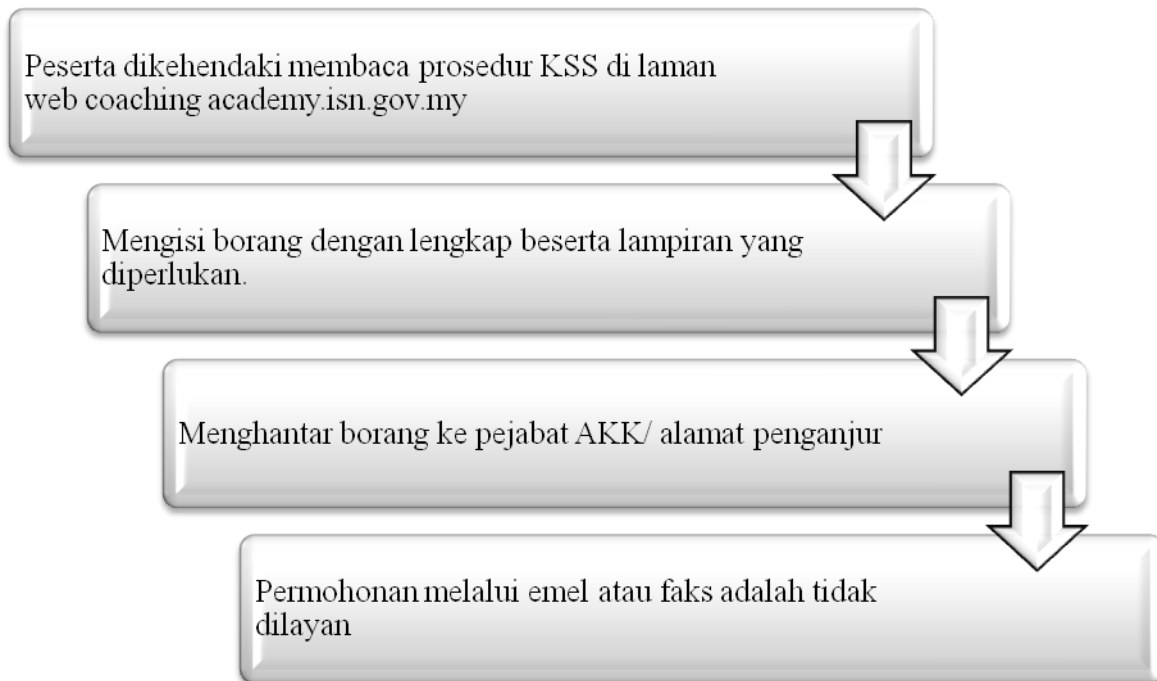 Peserta dikehendaki membaca prosedur KSS di laman
web coaching academy.isn.gov.my
Mengisi borang dengan lengkap beserta lampiran yang
diperlukan.
Menghantar borang ke pejabat AKK/ alamat penganjur
Permohonan melalui emel atau faks adalah tidak
dilayan